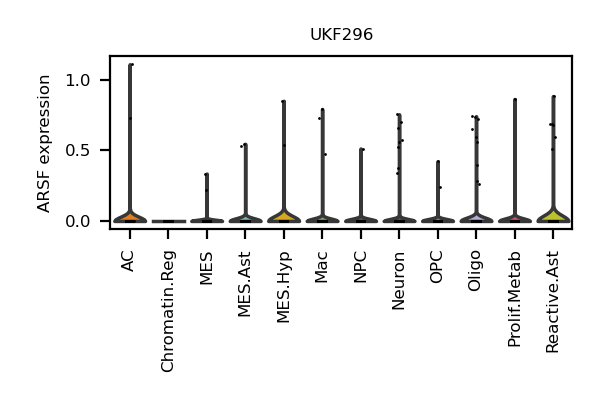 UKF296
ARSF expression
1.0
0.5
0.0
AC
Chromatin.Reg
MES
MES.Ast
MES.Hyp
Mac
NPC
Neuron
OPC
Oligo
Prolif.Metab
Reactive.Ast